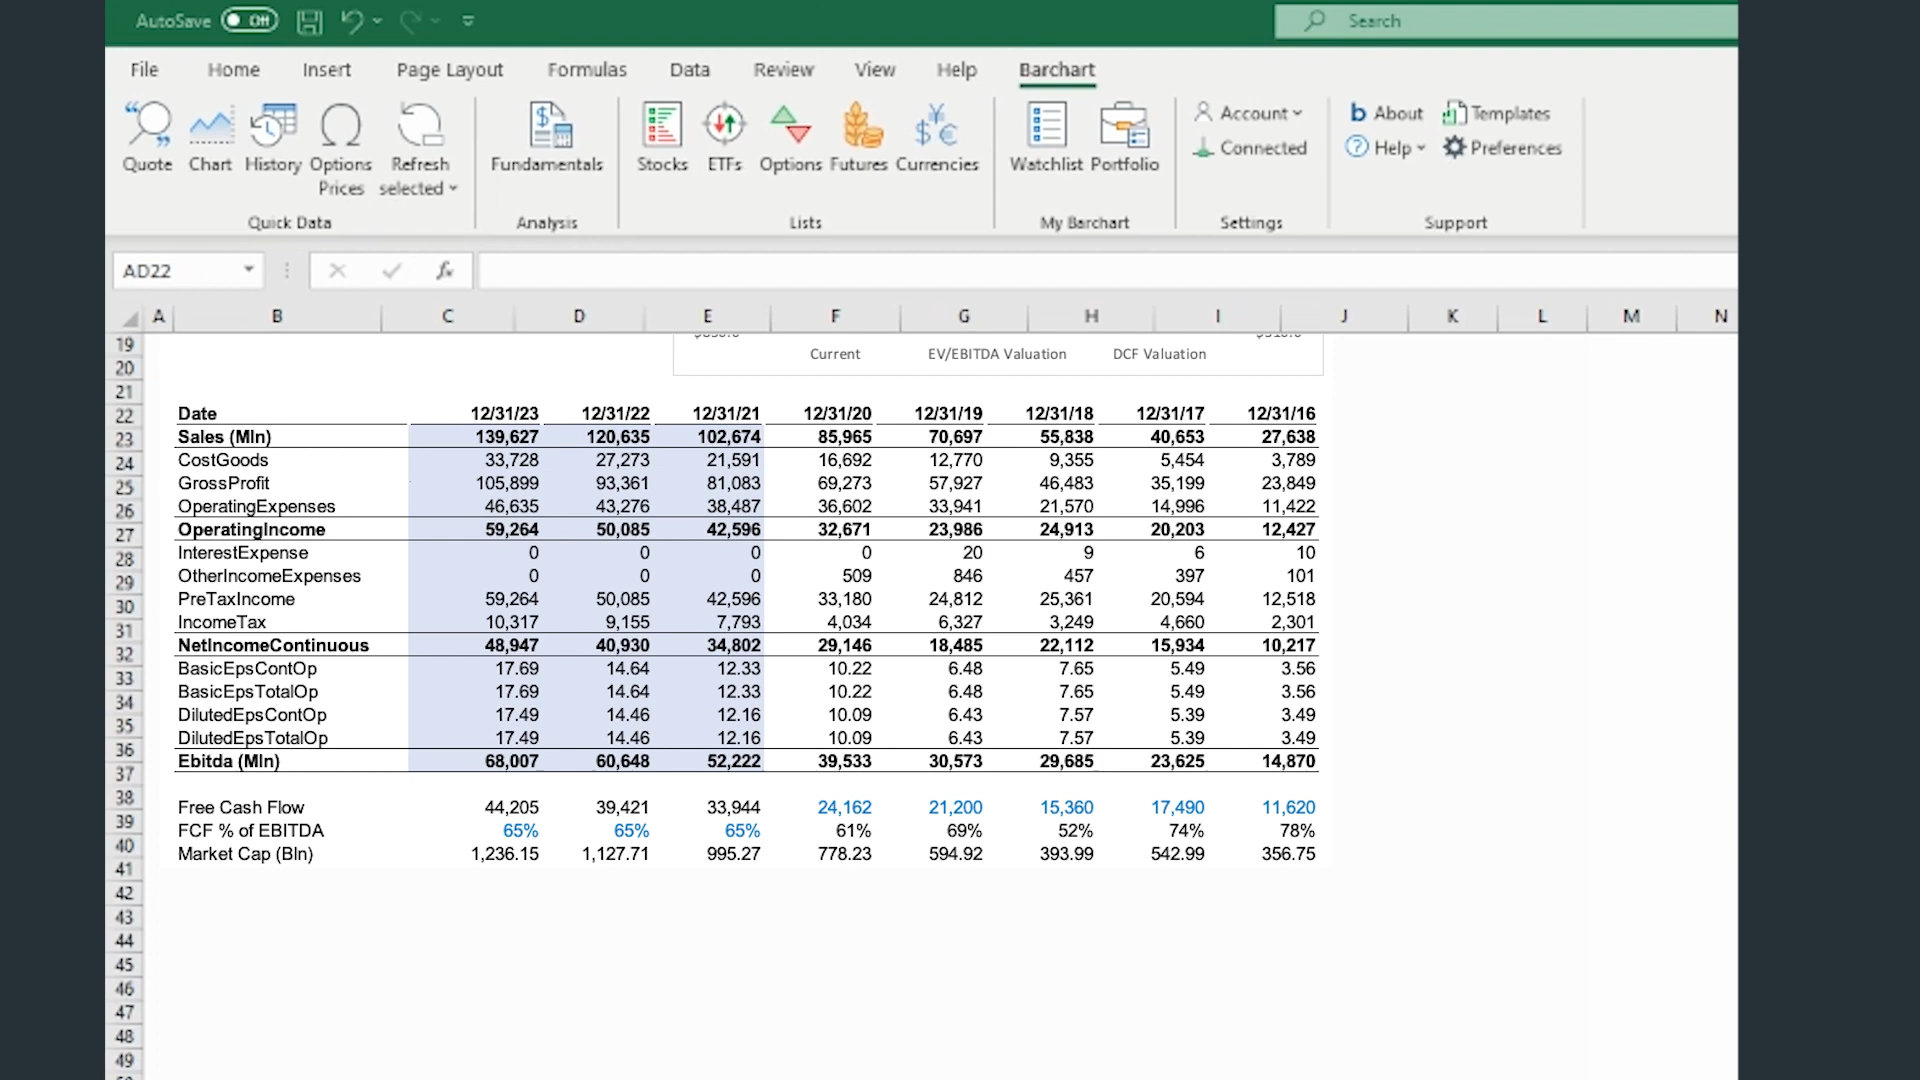 AutoSave Off Search
File Home Insert Page Layout Formulas Data Review View Help Barchart
Quote Chart History Options Prices Refresh selected Fundamentals Stocks ETFs Options Futures Currencies Watchlist Portfolio
Account b About Templates
Connected ? Help Preferences
Quick Data Analysis Lists My Barchart Settings Support
AD22 fx
A B C D E F G H I J K L M N
19
20 Current EV/EBITDA Valuation DCF Valuation
21
22 Date 12/31/23 12/31/22 12/31/21 12/31/20 12/31/19 12/31/18 12/31/17 12/31/16
23 Sales (Mln) 139,627 120,635 102,674 85,965 70,697 55,838 40,653 27,638
24 CostGoods 33,728 27,273 21,591 16,692 12,770 9,355 5,454 3,789
25 GrossProfit 105,899 93,361 81,083 69,273 57,927 46,483 35,199 23,849
26 OperatingExpenses 46,635 43,276 38,487 36,602 33,941 21,570 14,996 11,422
27 OperatingIncome 59,264 50,085 42,596 32,671 23,986 24,913 20,203 12,427
28 InterestExpense 0 0 0 0 20 9 6 10
29 OtherIncomeExpenses 0 0 0 509 846 457 397 101
30 PreTaxIncome 59,264 50,085 42,596 33,180 24,812 25,361 20,594 12,518
31 IncomeTax 10,317 9,155 7,793 4,034 6,327 3,249 4,660 2,301
32 NetIncomeContinuous 48,947 40,930 34,802 29,146 18,485 22,112 15,934 10,217
33 BasicEpsContOp 17.69 14.64 12.33 10.22 6.48 7.65 5.49 3.56
34 BasicEpsTotalOp 17.69 14.64 12.33 10.22 6.48 7.65 5.49 3.56
35 DilutedEpsContOp 17.49 14.46 12.16 10.09 6.43 7.57 5.39 3.49
36 DilutedEpsTotalOp 17.49 14.46 12.16 10.09 6.43 7.57 5.39 3.49
37 Ebitda (Mln) 68,007 60,648 52,222 39,533 30,573 29,685 23,625 14,870
38
39 Free Cash Flow 44,205 39,421 33,944 24,162 21,200 15,360 17,490 11,620
40 FCF % of EBITDA 65% 65% 65% 61% 69% 52% 74% 78%
41 Market Cap (Bln) 1,236.15 1,127.71 995.27 778.23 594.92 393.99 542.99 356.75
42
43
44
45
46
47
48
49